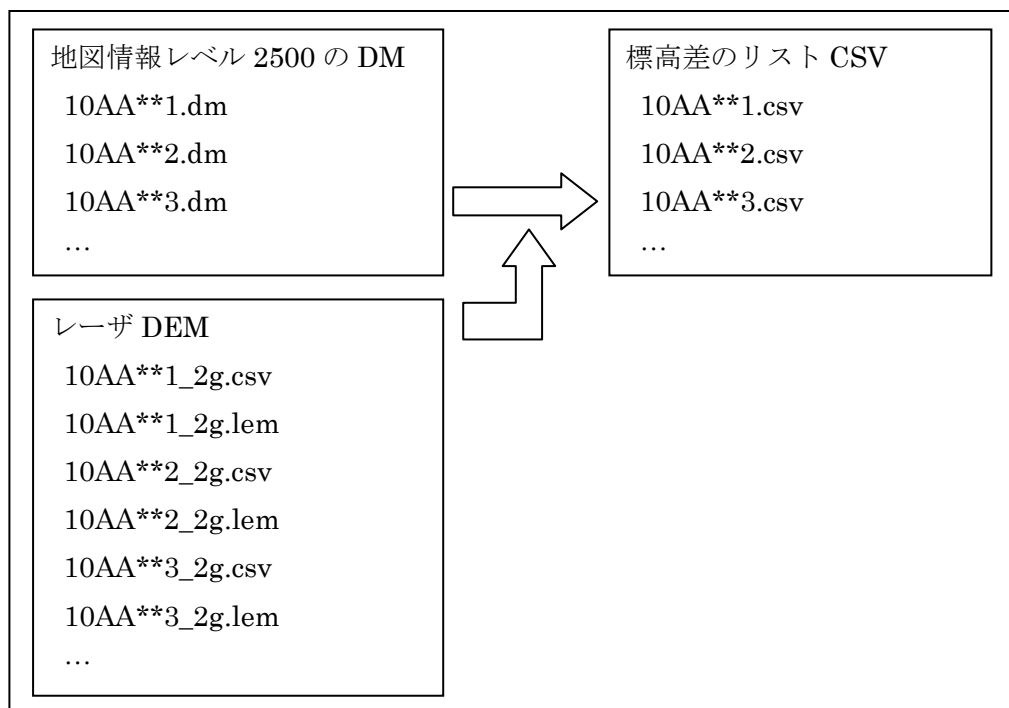 地図情報レベル 2500 の DM
10AA**1.dm
10AA**2.dm
10AA**3.dm
…
レーザ DEM
10AA**1_2g.csv
10AA**1_2g.lem
10AA**2_2g.csv
10AA**2_2g.lem
10AA**3_2g.csv
10AA**3_2g.lem
…
標高差のリスト CSV
10AA**1.csv
10AA**2.csv
10AA**3.csv
…